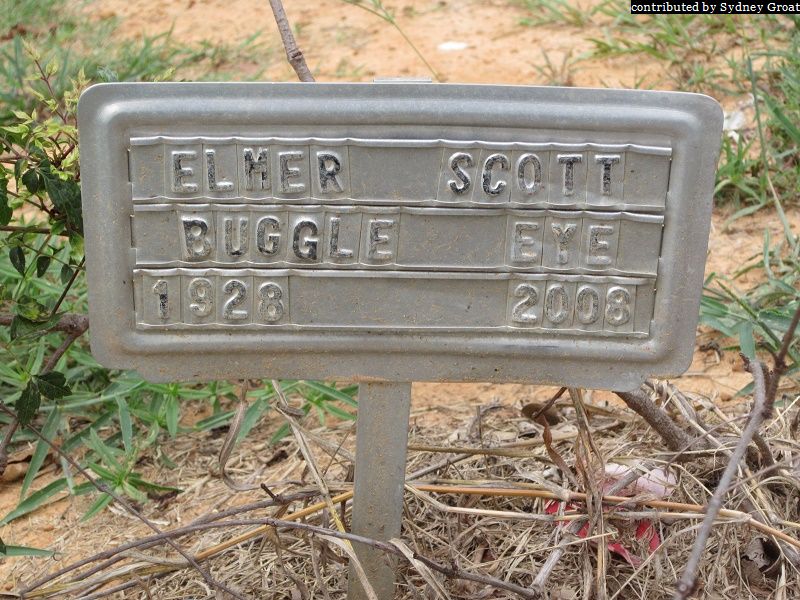 contributed by Sydney Groat
ELMER SCOTT
BUGGLE EYE
1928 2008